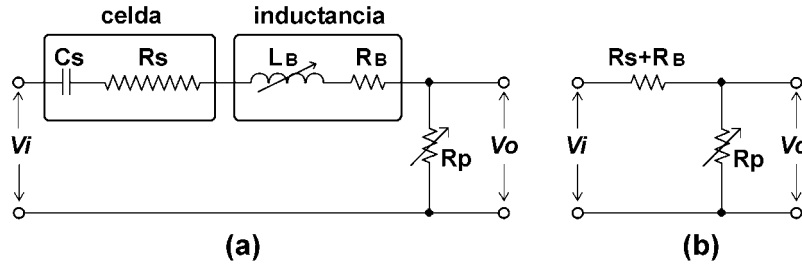 celda inductancia
Cs Rs LB RB
Vi Rp Vo
(a)
Rs+RB
Vi Rp Vo
(b)